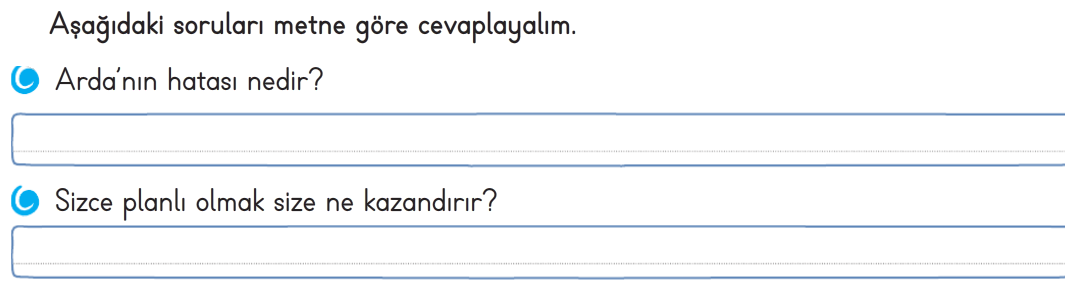 Aşağıdaki soruları metne göre cevaplayalım.
Arda'nın hatası nedir?
Sizce planlı olmak size ne kazandırır?